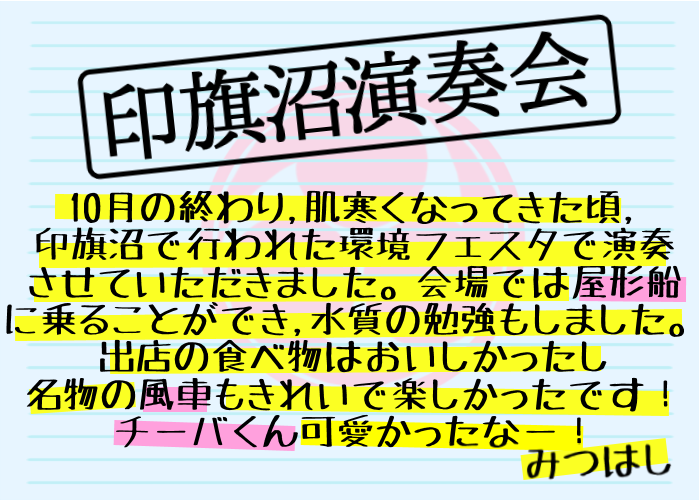 印旗沼演奏会
10月の終わり,肌寒くなってきた頃,
印旗沼で行われた環境フェスタで演奏
させていただきました。会場では屋形船
に乗ることができ,水質の勉強もしました。
出店の食べ物はおいしかったし
名物の風車もきれいで楽しかったです！
チーバくん可愛かったなー！
みつはし